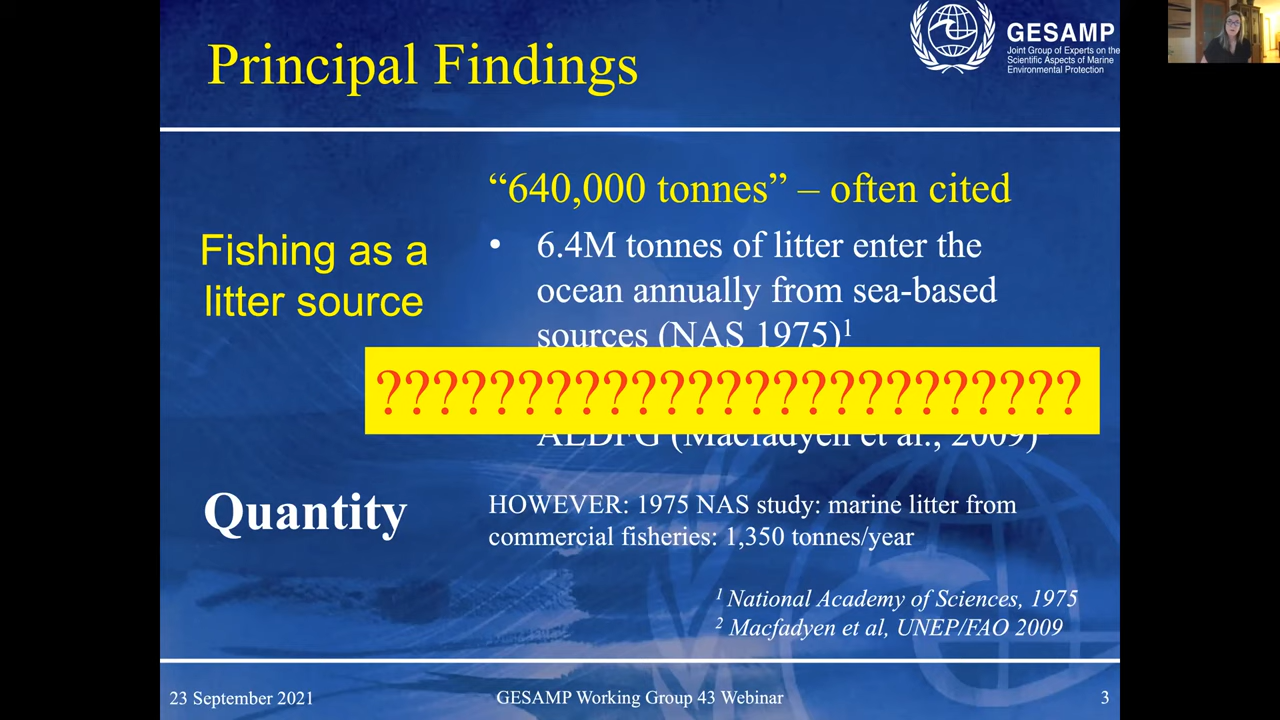 Principal Findings
GESAMP
Joint Group of Experts on the
Scientific Aspects of Marine
Environmental Protection
“640,000 tonnes” – often cited
Fishing as a
litter source
• 6.4M tonnes of litter enter the
ocean annually from sea-based
sources (NAS 1975)1
?????????????????????????
ALDFG (Macfadyen et al., 2009)
Quantity
HOWEVER: 1975 NAS study: marine litter from
commercial fisheries: 1,350 tonnes/year
1 National Academy of Sciences, 1975
2 Macfadyen et al, UNEP/FAO 2009
23 September 2021
GESAMP Working Group 43 Webinar
3